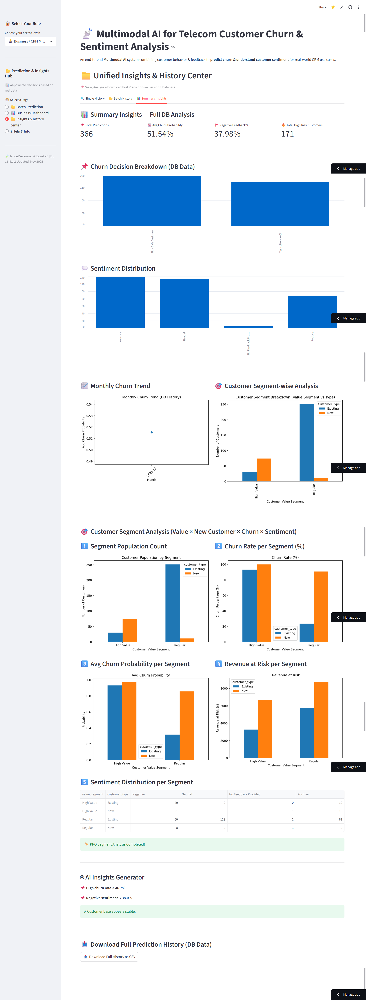 Share
Select Your Role
Choose your access level:
Business / CRM M...
Prediction & Insights
Hub
AI-powered decisions based on
real data
Select a Page
Batch Prediction
Business Dashboard
insights & history
center
Help & Info
Model Versions: XGBoost v3 | DL
v2 | Last Updated: Nov 2025
Multimodal AI for Telecom Customer Churn &
Sentiment Analysis
An end-to-end Multimodal AI system combining customer behavior & feedback to predict churn & understand customer sentiment for real-world CRM use cases.
Unified Insights & History Center
View, Analyze & Download Past Predictions — Session + Database
Single History Batch History Summary Insights
Summary Insights — Full DB Analysis
Total Predictions Avg Churn Probability Negative Feedback % Total High Risk Customers
366 51.54% 37.98% 171
Churn Decision Breakdown (DB Data)
Manage app
200
150
100
50
0
No – Safe Customer
Yes – Likely to Ch...
Sentiment Distribution
140
120
100
80
60
40
20
0
Manage app
Negative
Neutral
No Feedback Pro...
Positive
Monthly Churn Trend
Monthly Churn Trend (DB History)
Avg Churn Probability
0.54
0.53
0.52
0.51
0.50
0.49
2025-12
Month
Customer Segment-wise Analysis
Customer Segment Breakdown (Value Segment vs.Type)
Customer Type
Existing
New
Number of Customers
250
200
150
100
50
0
Manage app
High Value
Regular
Customer Value Segment
Customer Segment Analysis (Value × New Customer × Churn × Sentiment)
1 Segment Population Count
Customer Population by Segment
customer_type
Existing
New
Number of Customers
250
200
150
100
50
0
High Value Regular
Customer Value Segment
2 Churn Rate per Segment (%)
Churn Rate (%)
Churn Percentage (%)
100
80
60
40
20
0
customer_type
Existing
New
Manage app
High Value Regular
Customer Value Segment
3 Avg Churn Probability per Segment
Avg Churn Probability
Probability
1.0
0.8
0.6
0.4
0.2
0.0
customer_type
Existing
New
High Value Regular
Customer Value Segment
4 Revenue at Risk per Segment
Revenue at Risk
customer_type
Existing
New
Revenue at Risk ($)
8000
6000
4000
2000
0
High Value Regular
Customer Value Segment
Manage app
5 Sentiment Distribution per Segment
value_segment customer_type Negative Neutral No Feedback Provided Positive
High Value Existing 20 0 0 10
High Value New 51 6 1 16
Regular Existing 60 128 1 62
Regular New 8 0 3 0
PRO Segment Analysis Completed!
AI Insights Generator
High churn rate → 46.7%
Negative sentiment → 38.0%
✔ Customer base appears stable.
Download Full Prediction History (DB Data)
Download Full History as CSV
Manage app